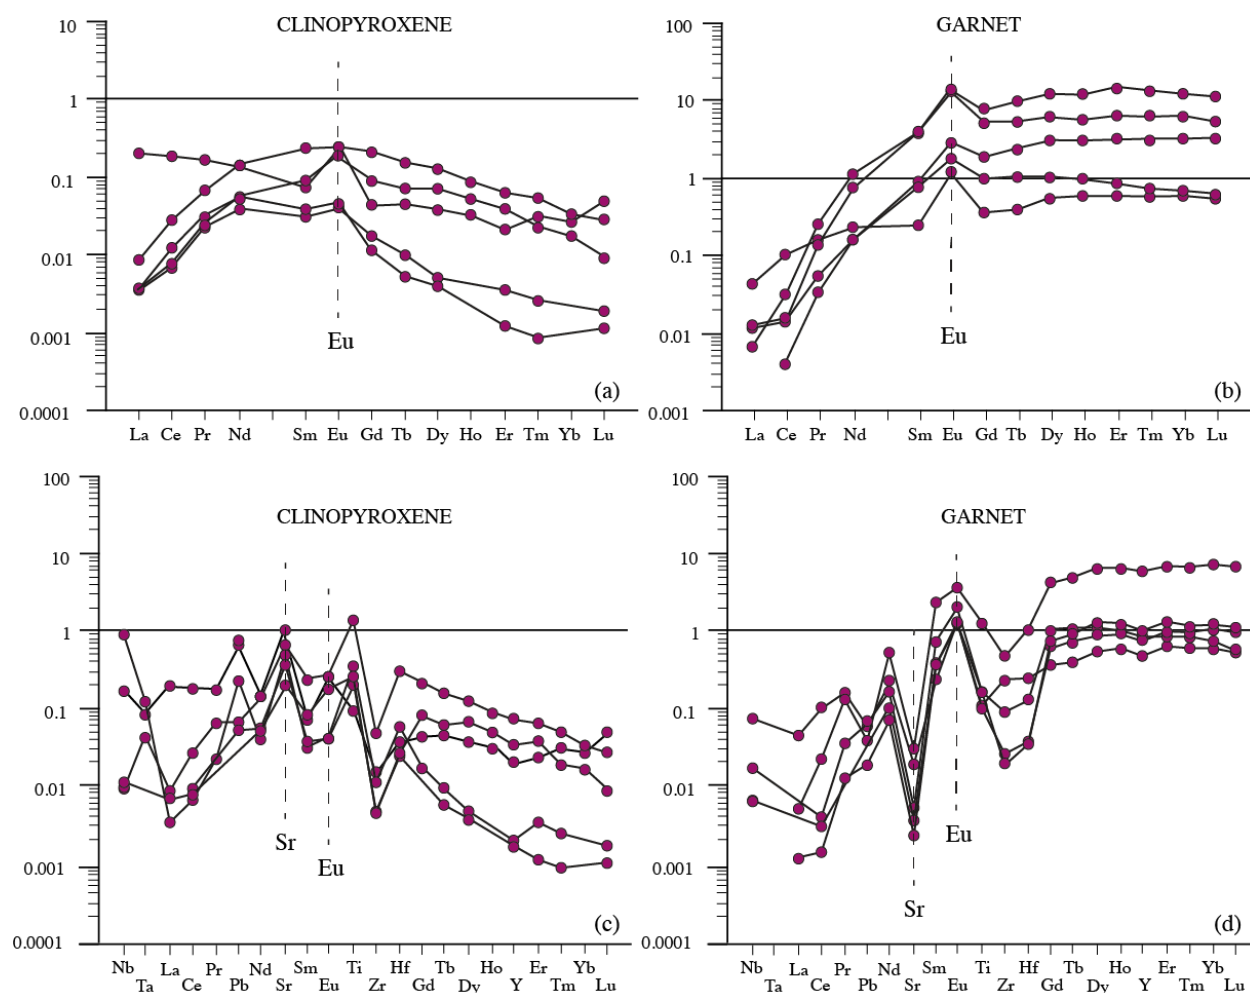 CLINOPYROXENE
10
1
0.1
0.01
0.001
0.0001
Eu
(a)
La Ce Pr Nd Sm Eu Gd Tb Dy Ho Er Tm Yb Lu
GARNET
100
10
1
0.1
0.01
0.001
Eu
(b)
La Ce Pr Nd Sm Eu Gd Tb Dy Ho Er Tm Yb Lu
CLINOPYROXENE
100
10
1
0.1
0.01
0.001
0.0001
Sr
Eu
(c)
Nb La Pr Nd Sm Ti Hf Tb Ho Er Yb
Ta Ce Pb Sr Eu Zr Gd Dy Y Tm Lu
GARNET
100
10
1
0.1
0.01
0.001
0.0001
Eu
Sr
(d)
Nb La Pr Nd Sm Ti Hf Tb Ho Er Yb
Ta Ce Pb Sr Eu Zr Gd Dy Y Tm Lu